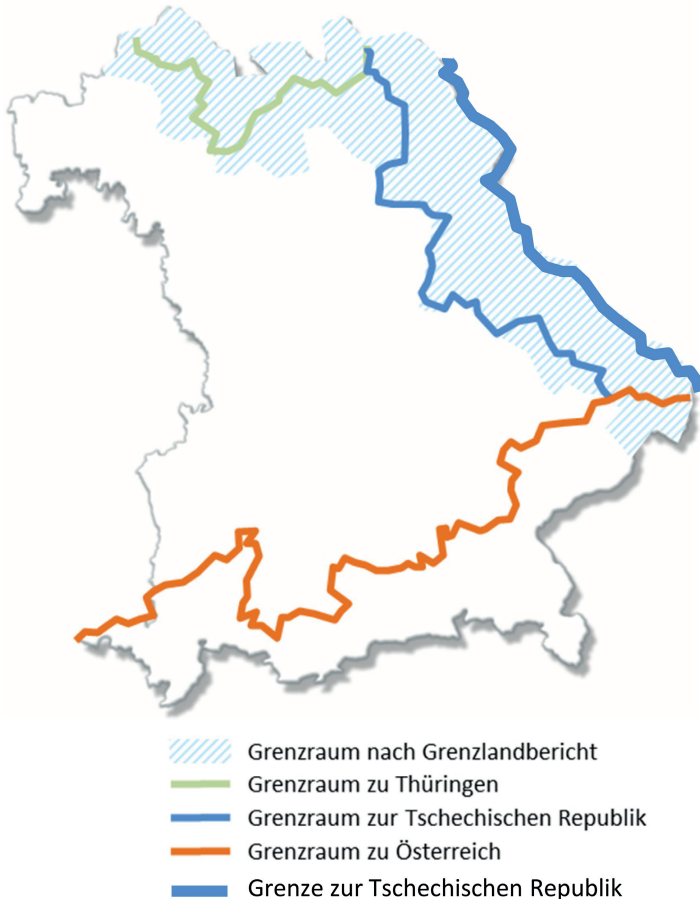 Grenzraum nach Grenzlandbericht
Grenzraum zu Thüringen
Grenzraum zur Tschechischen Republik
Grenzraum zu Österreich
Grenze zur Tschechischen Republik